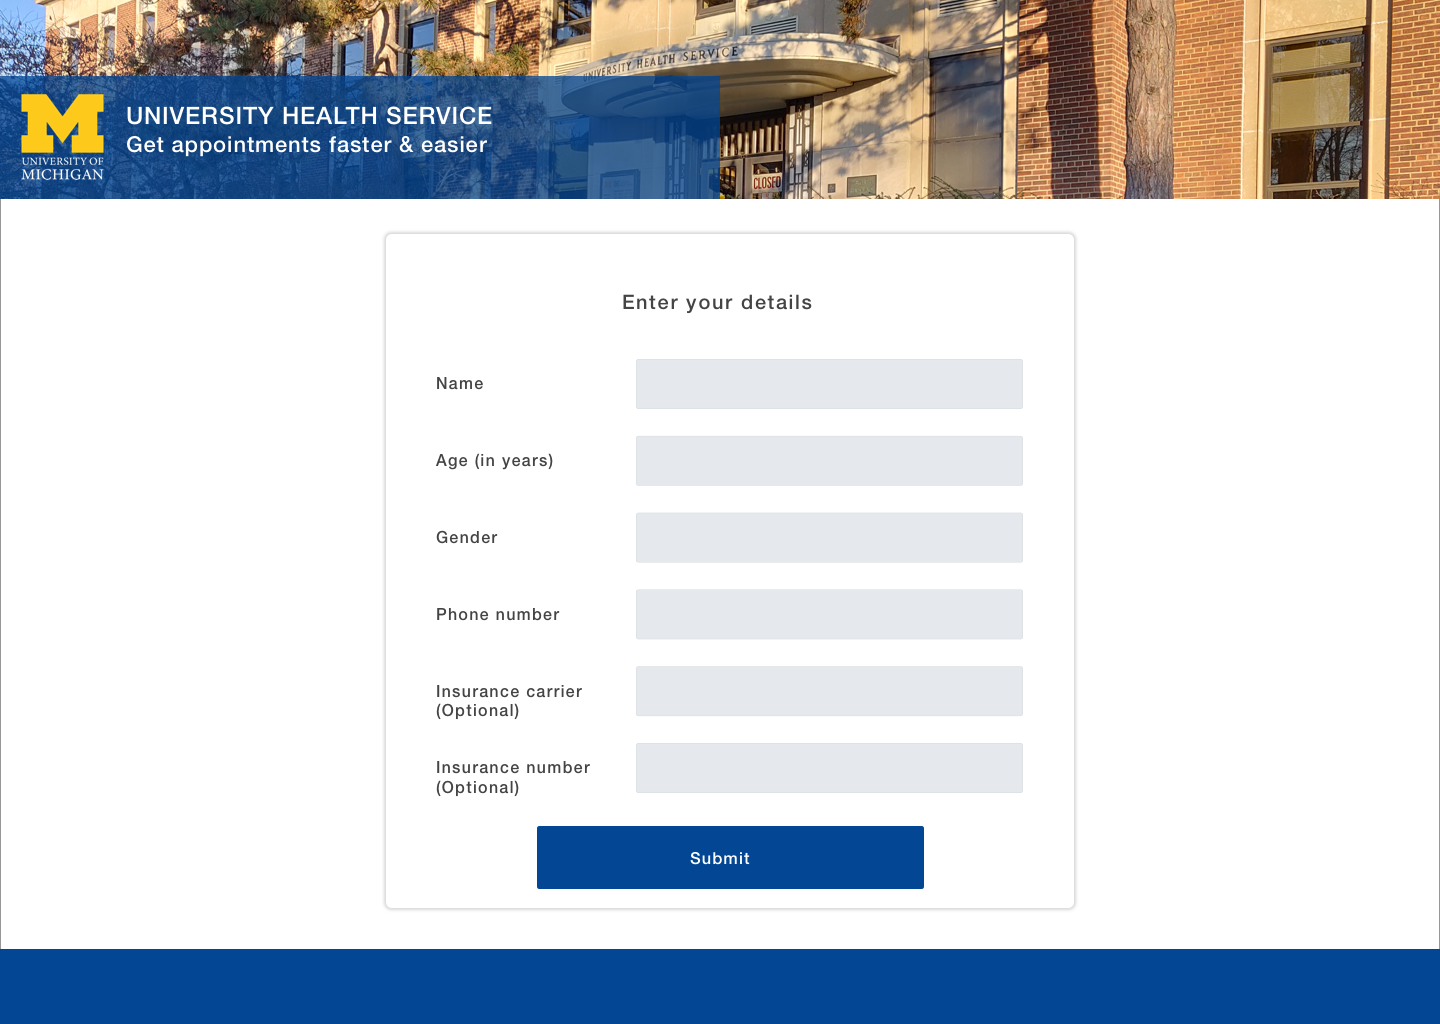 UNIVERSITY HEALTH SERVICE
UNIVERSITY HEALTH SERVICE
Get appointments faster & easier
UNIVERSITY OF
MICHIGAN
CLOSED
Enter your details
Name
Age (in years)
Gender
Phone number
Insurance carrier
(Optional)
Insurance number
(Optional)
Submit